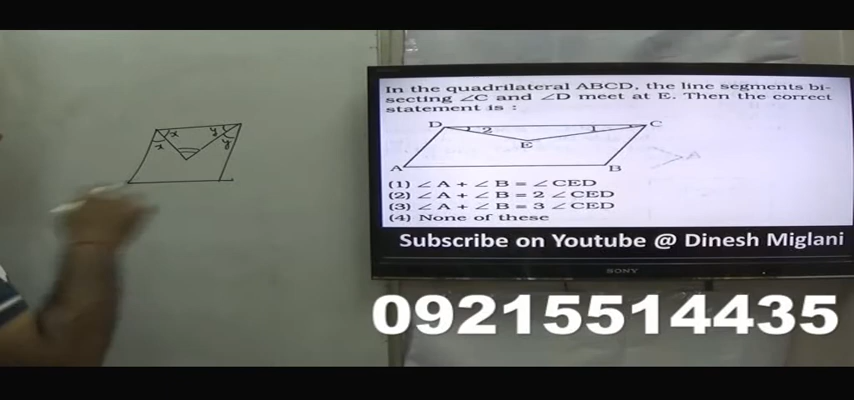 In the quadrilateral ABCD, the line segments bi-
secting ∠C and ∠D meet at E. Then the correct
statement is :
D
C
2
1
E
A
B
(1) ∠ A + ∠ B = ∠ CED
(2) ∠ A + ∠ B = 2 ∠ CED
(3) ∠ A + ∠ B = 3 ∠ CED
(4) None of these
Subscribe on Youtube @ Dinesh Miglani
SONY
09215514435
x
y
x
y